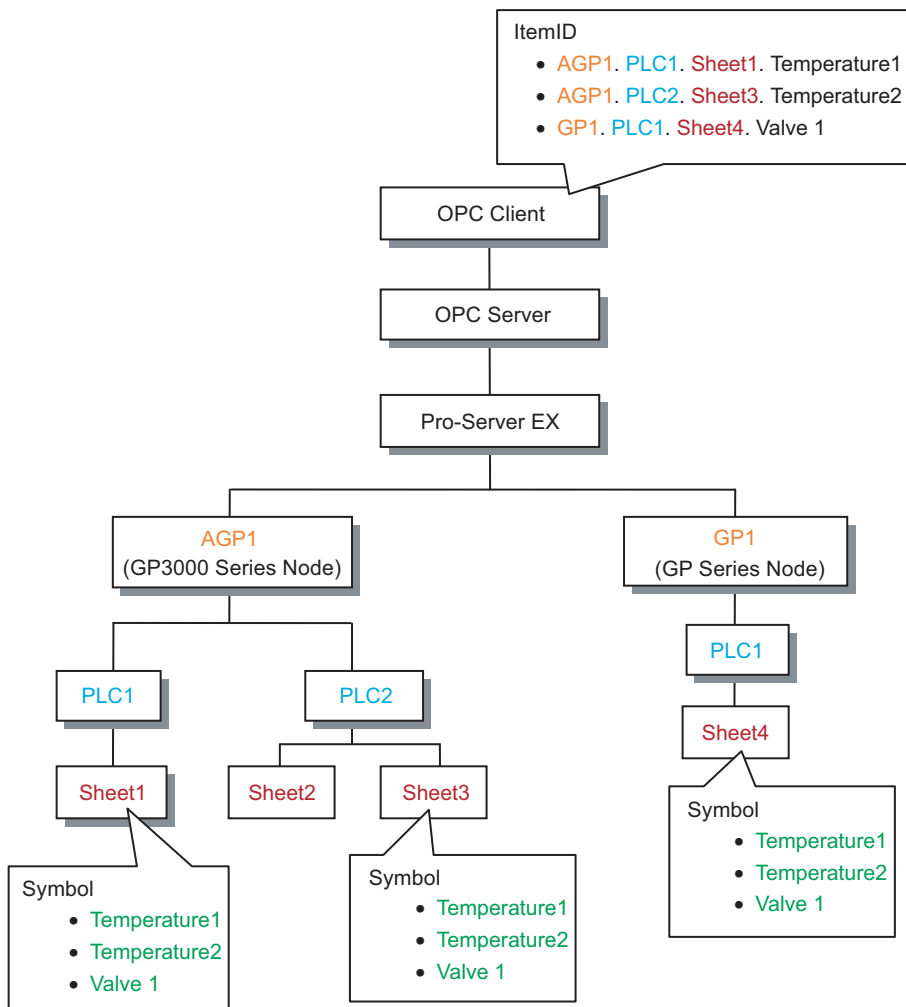 ItemID
• AGP1. PLC1. Sheet1. Temperature1
• AGP1. PLC2. Sheet3. Temperature2
• GP1. PLC1. Sheet4. Valve 1
OPC Client
OPC Server
Pro-Server EX
AGP1
(GP3000 Series Node)
GP1
(GP Series Node)
PLC1
PLC2
PLC1
Sheet1
Sheet2
Sheet3
Sheet4
Symbol
• Temperature1
• Temperature2
• Valve 1
Symbol
• Temperature1
• Temperature2
• Valve 1
Symbol
• Temperature1
• Temperature2
• Valve 1